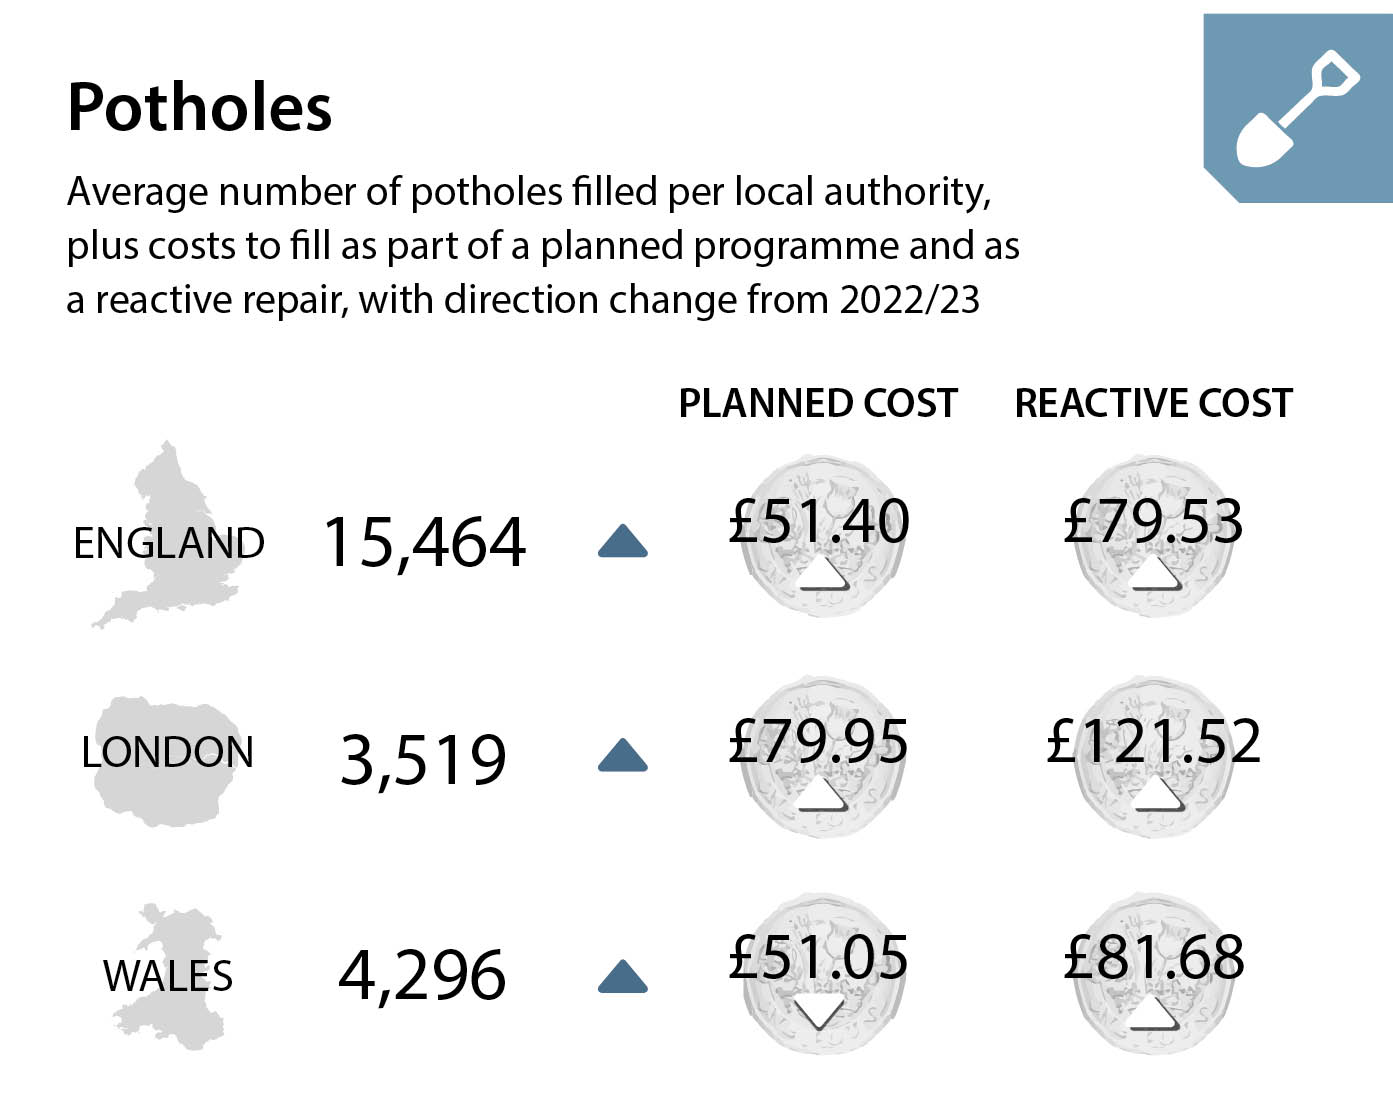 Potholes
Average number of potholes filled per local authority,
plus costs to fill as part of a planned programme and as
a reactive repair, with direction change from 2022/23
PLANNED COST REACTIVE COST
ENGLAND 15,464 £51.40 £79.53
LONDON 3,519 £79.95 £121.52
WALES 4,296 £51.05 £81.68